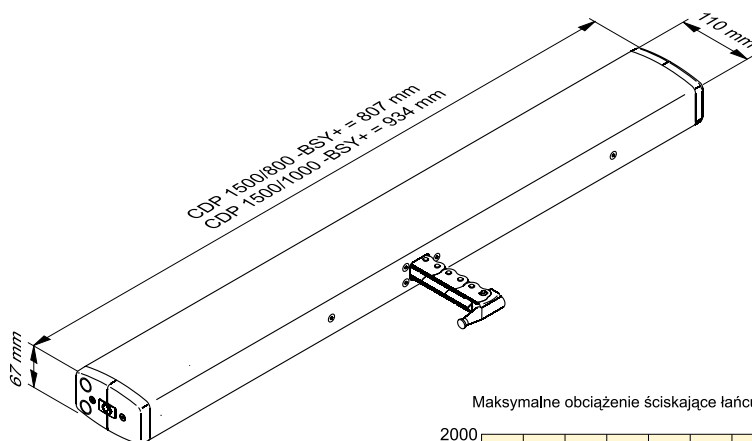 110 mm
CDP 1500/800 -BSY+ = 807 mm
CDP 1500/1000 -BSY+ = 934 mm
67 mm
Maksymalne obciążenie ściskające
2000